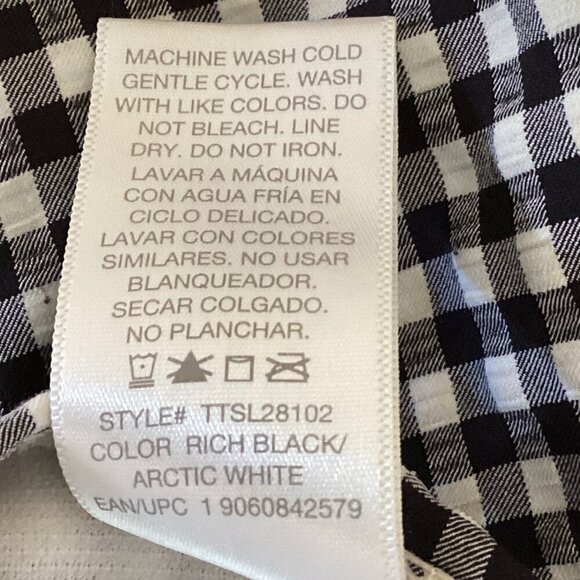 MACHINE WASH COLD
GENTLE CYCLE. WASH
WITH LIKE COLORS. DO
NOT BLEACH. LINE
DRY. DO NOT IRON.
LAVAR A MÁQUINA
CON AGUA FRÍA EN
CICLO DELICADO.
LAVAR CON COLORES
SIMILARES. NO USAR
BLANQUEADOR.
SECAR COLGADO.
NO PLANCHAR.
STYLE# TTSL28102
COLOR RICH BLACK/
ARCTIC WHITE
EAN/UPC 1 9060842579